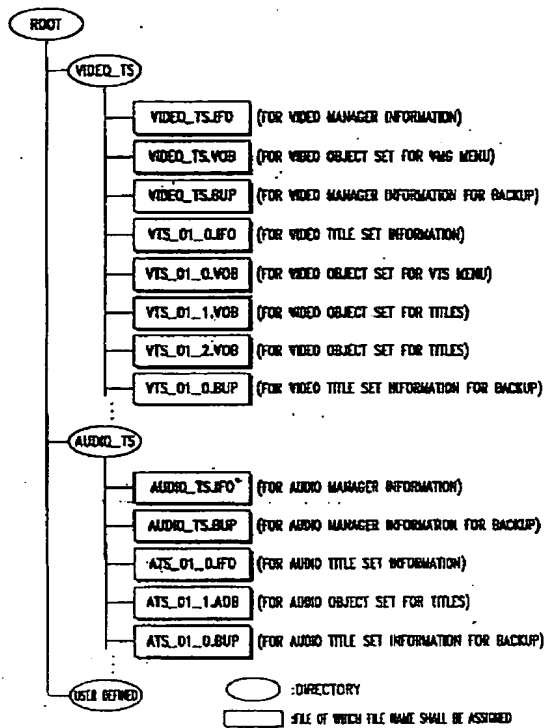 ROOT
VIDEO_TS
VIDEO_TS.IFO (FOR VIDEO MANAGER INFORMATION)
VIDEO_TS.VOB (FOR VIDEO OBJECT SET FOR VMG MENU)
VIDEO_TS.BUP (FOR VIDEO MANAGER INFORMATION FOR BACKUP)
VTS_01_0.IFO (FOR VIDEO TITLE SET INFORMATION)
VTS_01_0.VOB (FOR VIDEO OBJECT SET FOR VTS MENU)
VTS_01_1.VOB (FOR VIDEO OBJECT SET FOR TITLES)
VTS_01_2.VOB (FOR VIDEO OBJECT SET FOR TITLES)
VTS_01_0.BUP (FOR VIDEO TITLE SET INFORMATION FOR BACKUP)
AUDIO_TS
AUDIO_TS.IFO (FOR AUDIO MANAGER INFORMATION)
AUDIO_TS.BUP (FOR AUDIO MANAGER INFORMATION FOR BACKUP)
ATS_01_0.IFO (FOR AUDIO TITLE SET INFORMATION)
ATS_01_1.AOB (FOR AUDIO OBJECT SET FOR TITLES)
ATS_01_0.BUP (FOR AUDIO TITLE SET INFORMATION FOR BACKUP)
USER DEFINED
:DIRECTORY
:FILE OF WHICH FILE NAME SHALL BE ASSIGNED